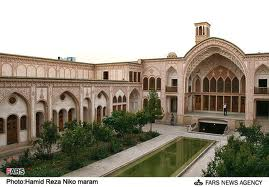 FARS
Photo:Hamid Reza Niko maram
FARS NEWS AGENCY